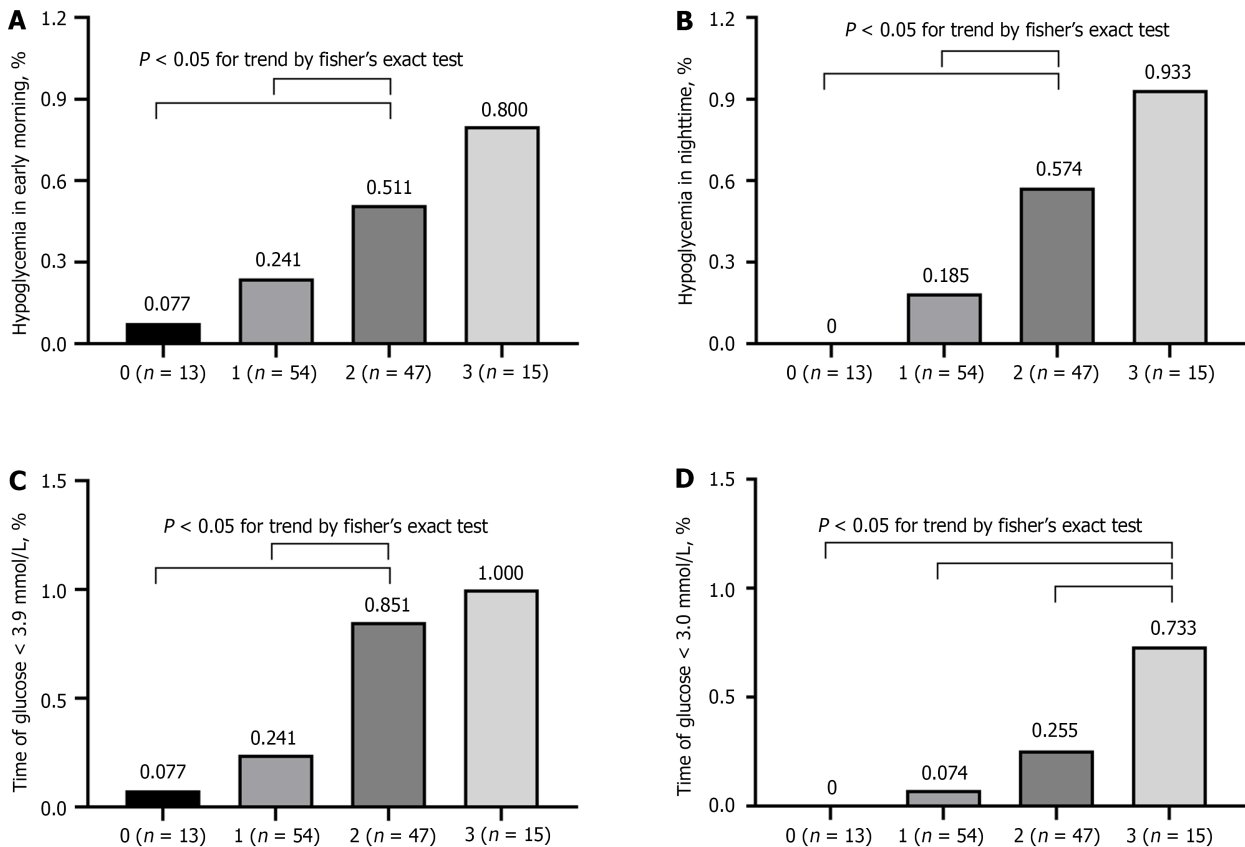 A
Hypoglycemia in early morning, %
1.2
0.9
0.6
0.3
0.0
P < 0.05 for trend by fisher's exact test
0.077
0.241
0.511
0.800
0 (n = 13)
1 (n = 54)
2 (n = 47)
3 (n = 15)
B
Hypoglycemia in nighttime, %
1.2
0.9
0.6
0.3
0.0
P < 0.05 for trend by fisher's exact test
0
0.185
0.574
0.933
0 (n = 13)
1 (n = 54)
2 (n = 47)
3 (n = 15)
C
Time of glucose < 3.9 mmol/L, %
1.5
1.0
0.5
0.0
P < 0.05 for trend by fisher's exact test
0.077
0.241
0.851
1.000
0 (n = 13)
1 (n = 54)
2 (n = 47)
3 (n = 15)
D
Time of glucose < 3.0 mmol/L, %
1.5
1.0
0.5
0.0
P < 0.05 for trend by fisher's exact test
0
0.074
0.255
0.733
0 (n = 13)
1 (n = 54)
2 (n = 47)
3 (n = 15)